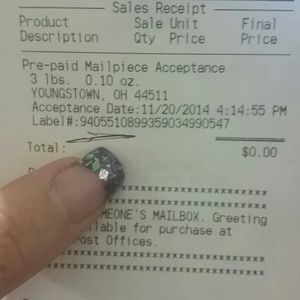 Sales Receipt
Product Sale Unit Final
Description Qty Price Price
Pre-paid Mailpiece Acceptance
3 lbs. 0.10 oz.
YOUNGSTOWN, OH 44511
Acceptance Date:11/20/2014 4:14:55 PM
Label#:9405510899359034990547
Total: $0.00
OMEONE'S MAILBOX. Greeting
ailable for purchase at
Post Offices.